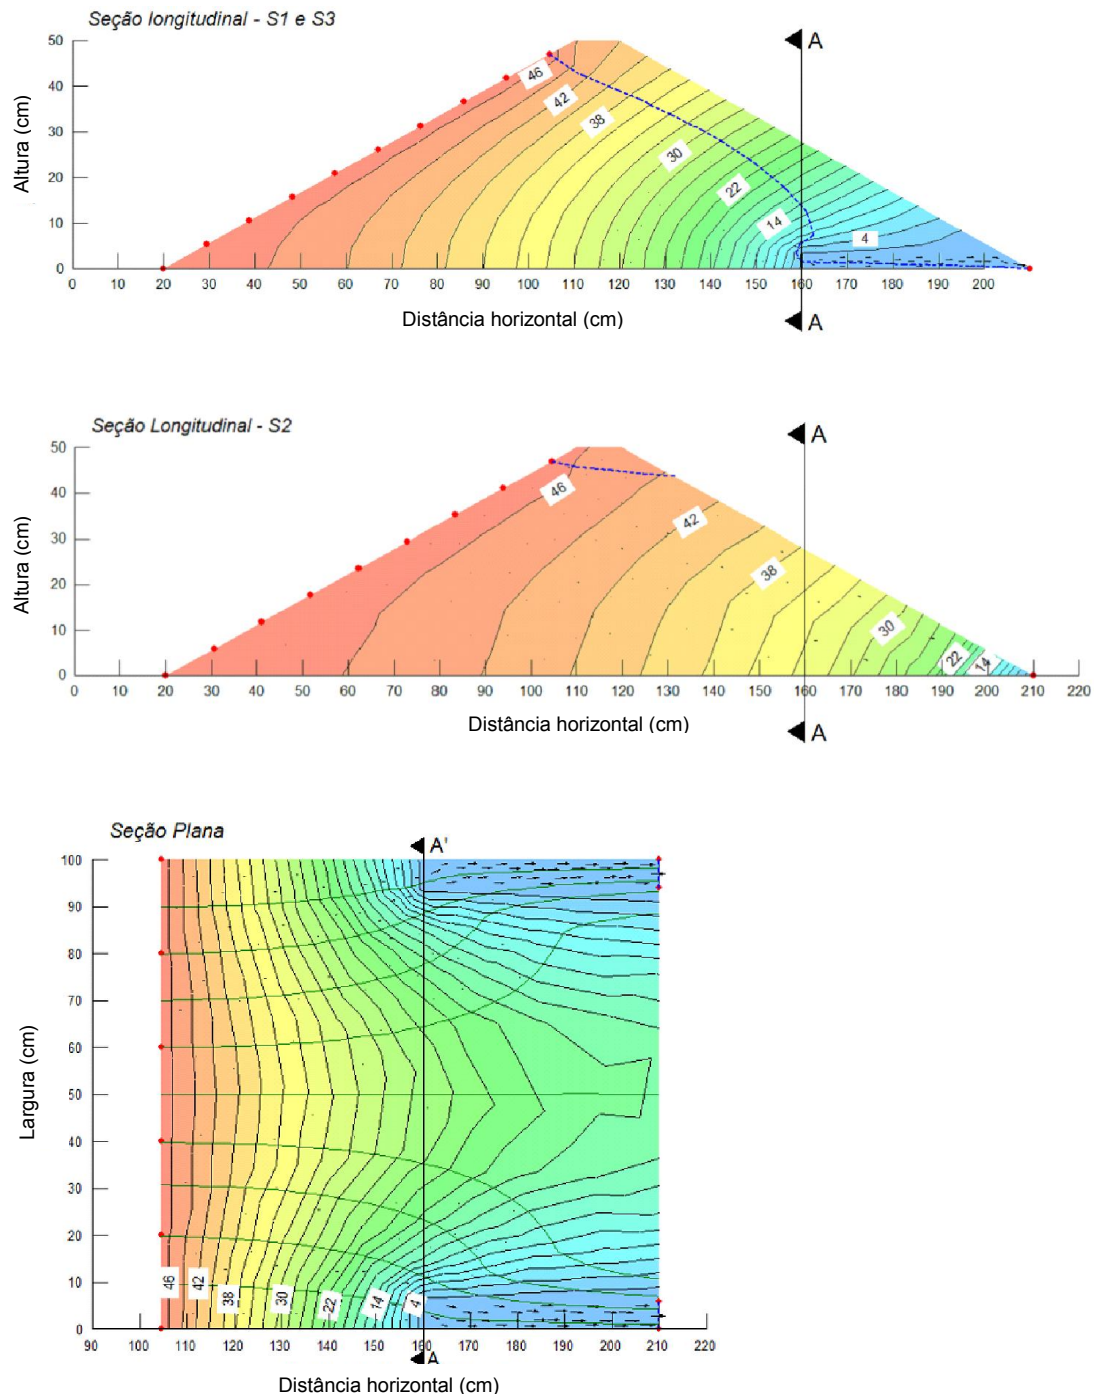 Seção longitudinal - S1 e S3
A
50
40
30
20
10
0
Altura (cm)
46
42
38
30
22
14
4
0 10 20 30 40 50 60 70 80 90 100 110 120 130 140 150 160 170 180 190 200
Distância horizontal (cm)
A
Seção Longitudinal - S2
A
50
40
30
20
10
0
Altura (cm)
46
42
38
30
22
14
0 10 20 30 40 50 60 70 80 90 100 110 120 130 140 150 160 170 180 190 200 210 220
Distância horizontal (cm)
A
Seção Plana
A'
100
90
80
70
60
50
40
30
20
10
0
Largura (cm)
46 42 38 30 22 14 4
90 100 110 120 130 140 150 160 170 180 190 200 210 220
A
Distância horizontal (cm)